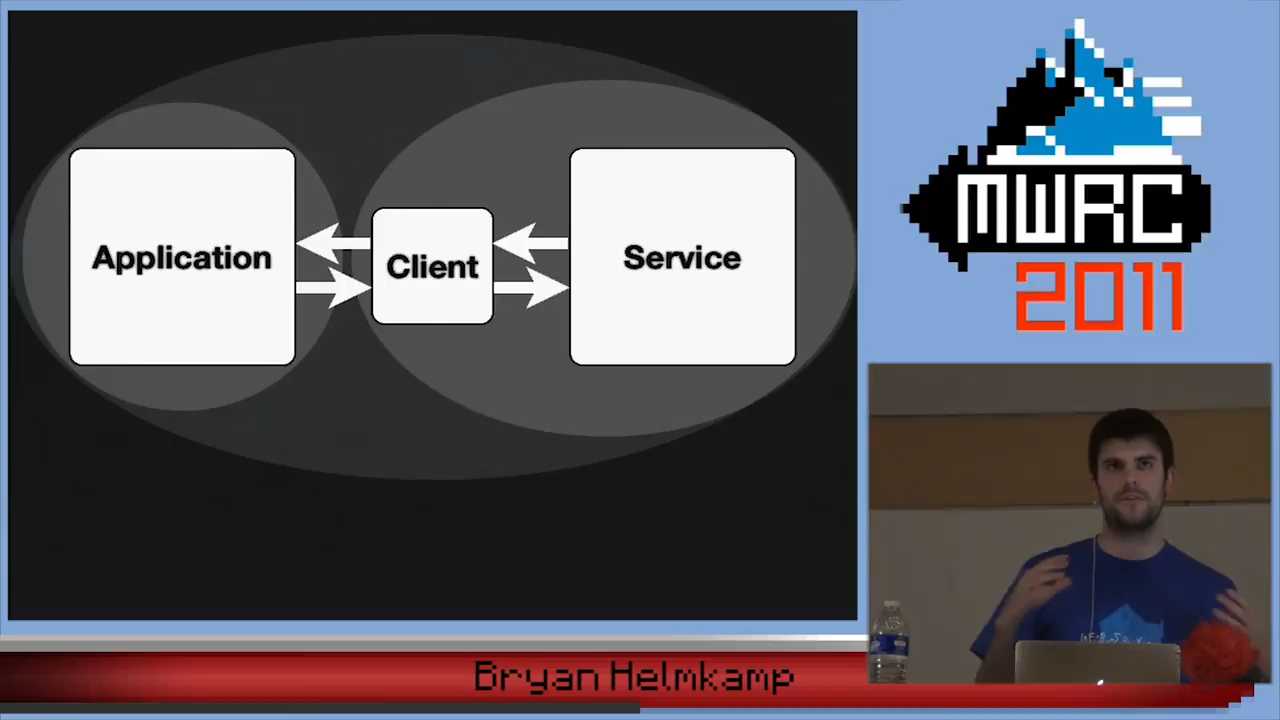 Application
Client
Service
MWRC
2011
Bryan Helmkamp